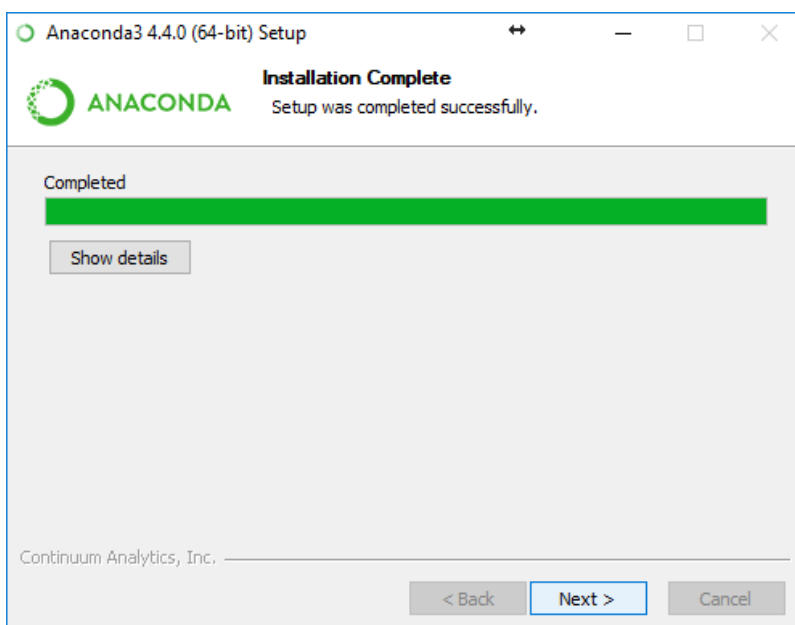 Anaconda3 4.4.0 (64-bit) Setup
ANACONDA
Installation Complete
Setup was completed successfully.
Completed
Show details
Continuum Analytics, Inc.
< Back
Next >
Cancel